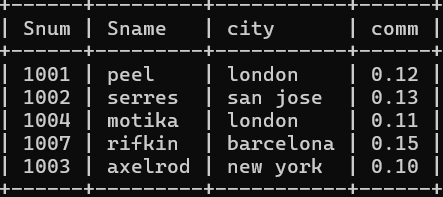 +------+---------+-----------+------+
| Snum | Sname   | city      | comm |
+------+---------+-----------+------+
| 1001 | peel    | london    | 0.12 |
| 1002 | serres  | san jose  | 0.13 |
| 1004 | motika  | london    | 0.11 |
| 1007 | rifkin  | barcelona | 0.15 |
| 1003 | axelrod | new york  | 0.10 |
+------+---------+-----------+------+